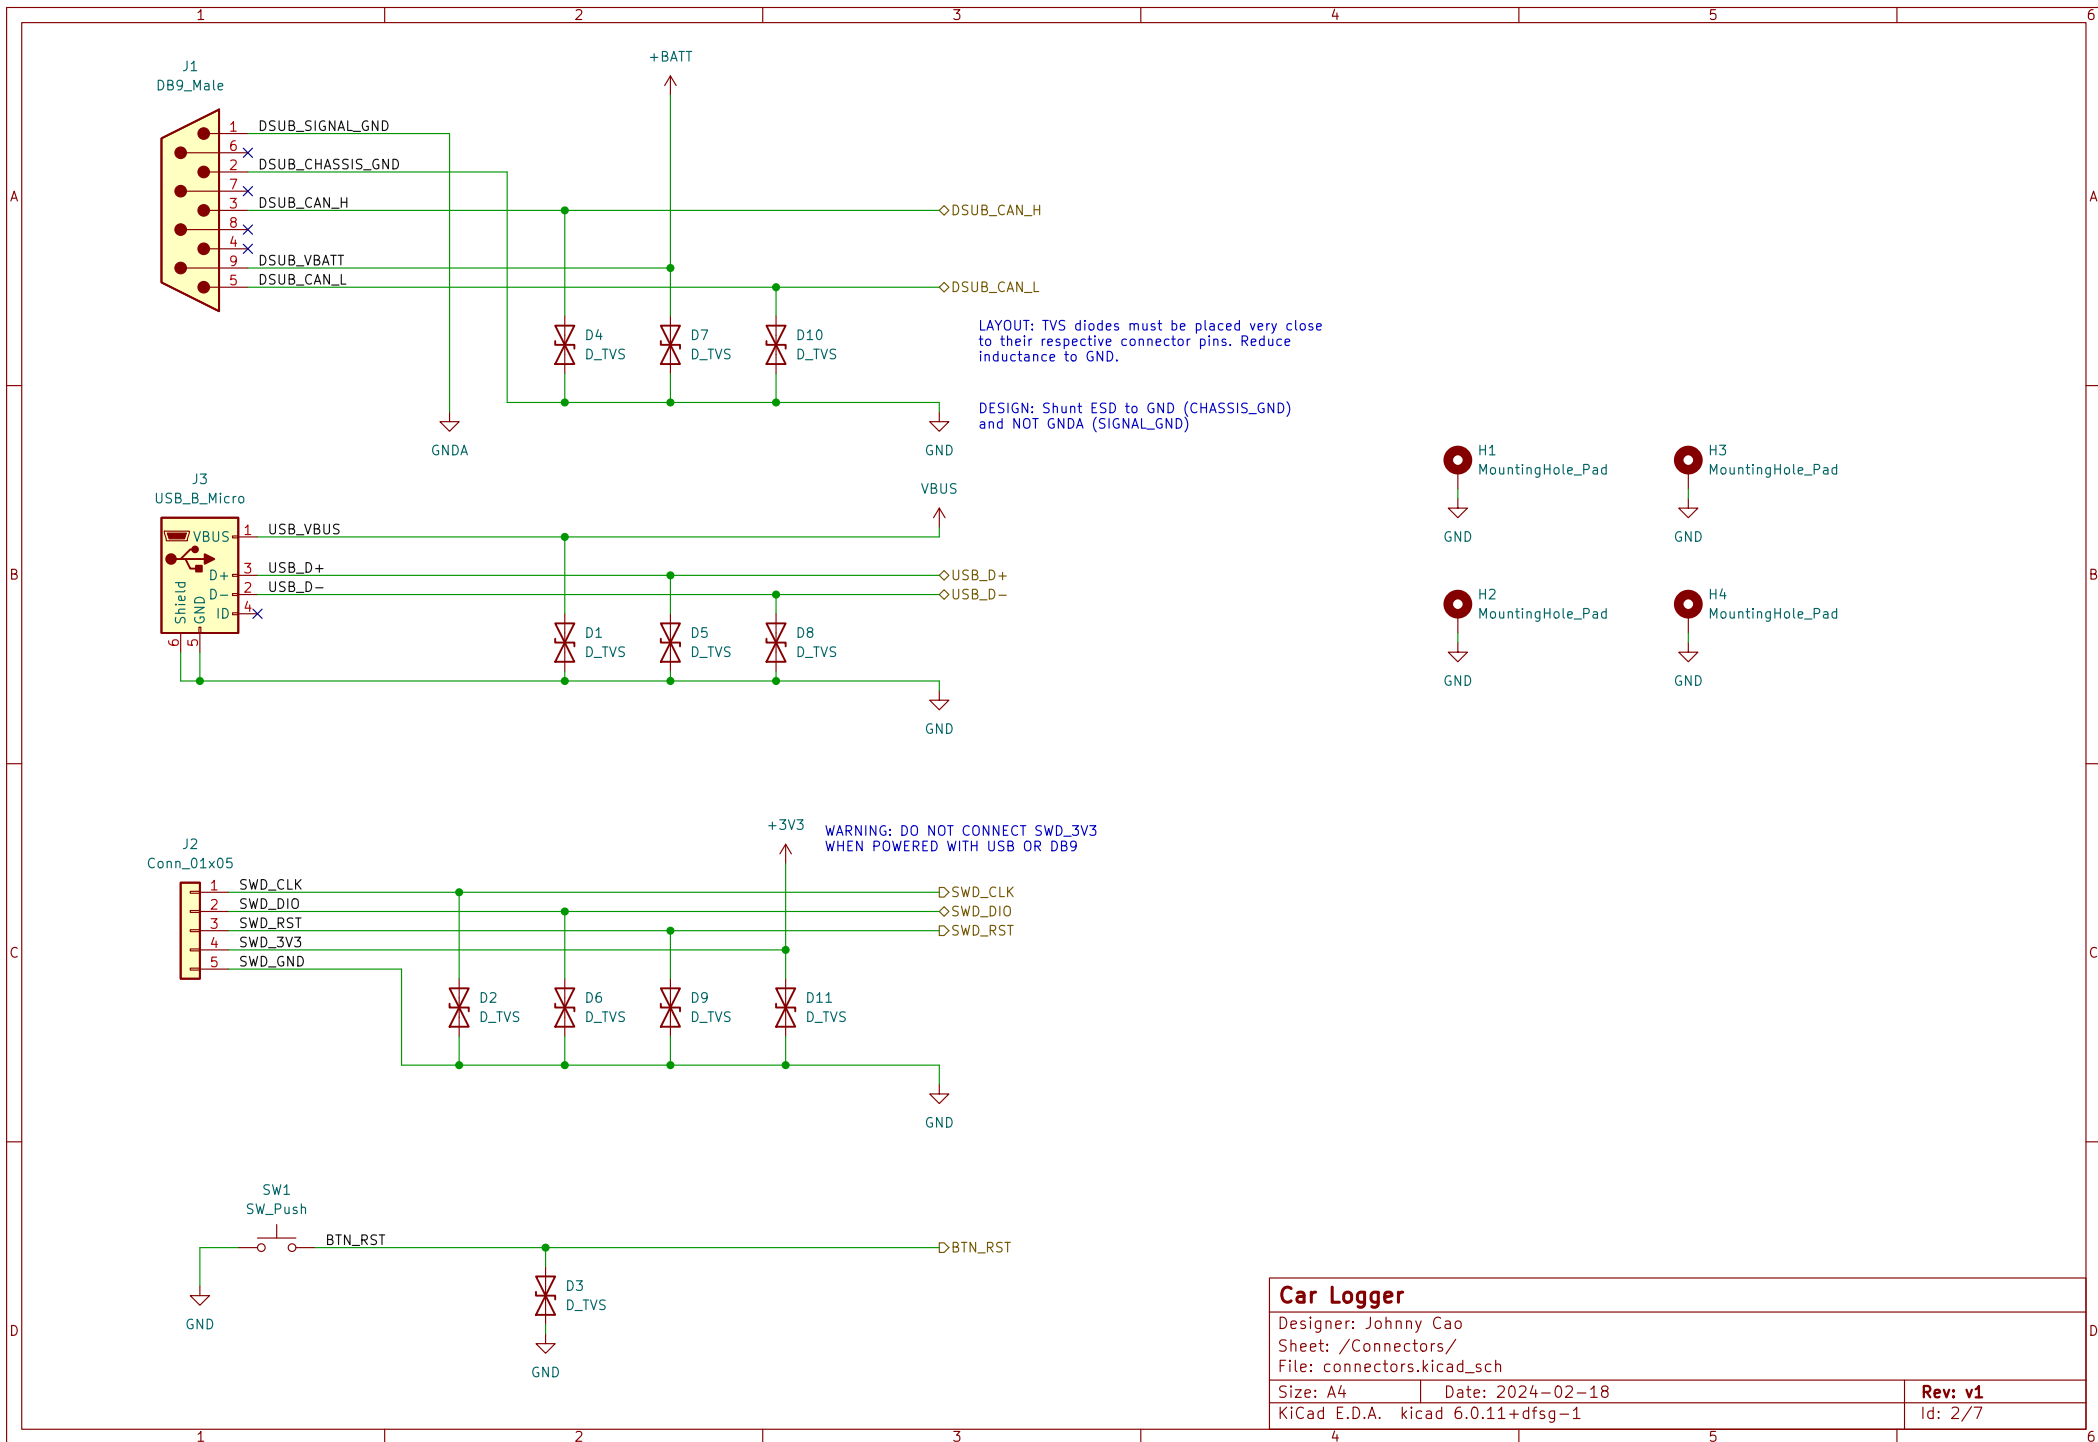 1 2 3 4 5 6
A
B
C
D
A
B
C
D
J1
DB9_Male
1 DSUB_SIGNAL_GND
6
2 DSUB_CHASSIS_GND
7
3 DSUB_CAN_H
8
4
9 DSUB_VBATT
5 DSUB_CAN_L
+BATT
DSUB_CAN_H
DSUB_CAN_L
D4
D_TVS
D7
D_TVS
D10
D_TVS
LAYOUT: TVS diodes must be placed very close
to their respective connector pins. Reduce
inductance to GND.
DESIGN: Shunt ESD to GND (CHASSIS_GND)
and NOT GNDA (SIGNAL_GND)
GNDA
GND
H1
MountingHole_Pad
GND
H3
MountingHole_Pad
GND
H2
MountingHole_Pad
GND
H4
MountingHole_Pad
GND
J3
USB_B_Micro
VBUS
D+
D-
ID
Shield
GND
1 USB_VBUS
3 USB_D+
2 USB_D-
4
6
5
VBUS
USB_D+
USB_D-
D1
D_TVS
D5
D_TVS
D8
D_TVS
GND
J2
Conn_01x05
1 SWD_CLK
2 SWD_DIO
3 SWD_RST
4 SWD_3V3
5 SWD_GND
+3V3
WARNING: DO NOT CONNECT SWD_3V3
WHEN POWERED WITH USB OR DB9
SWD_CLK
SWD_DIO
SWD_RST
D2
D_TVS
D6
D_TVS
D9
D_TVS
D11
D_TVS
GND
SW1
SW_Push
BTN_RST
BTN_RST
GND
D3
D_TVS
GND
Car Logger
Designer: Johnny Cao
Sheet: /Connectors/
File: connectors.kicad_sch
Size: A4 Date: 2024-02-18 Rev: v1
KiCad E.D.A. kicad 6.0.11+dfsg-1 Id: 2/7
1 2 3 4 5 6